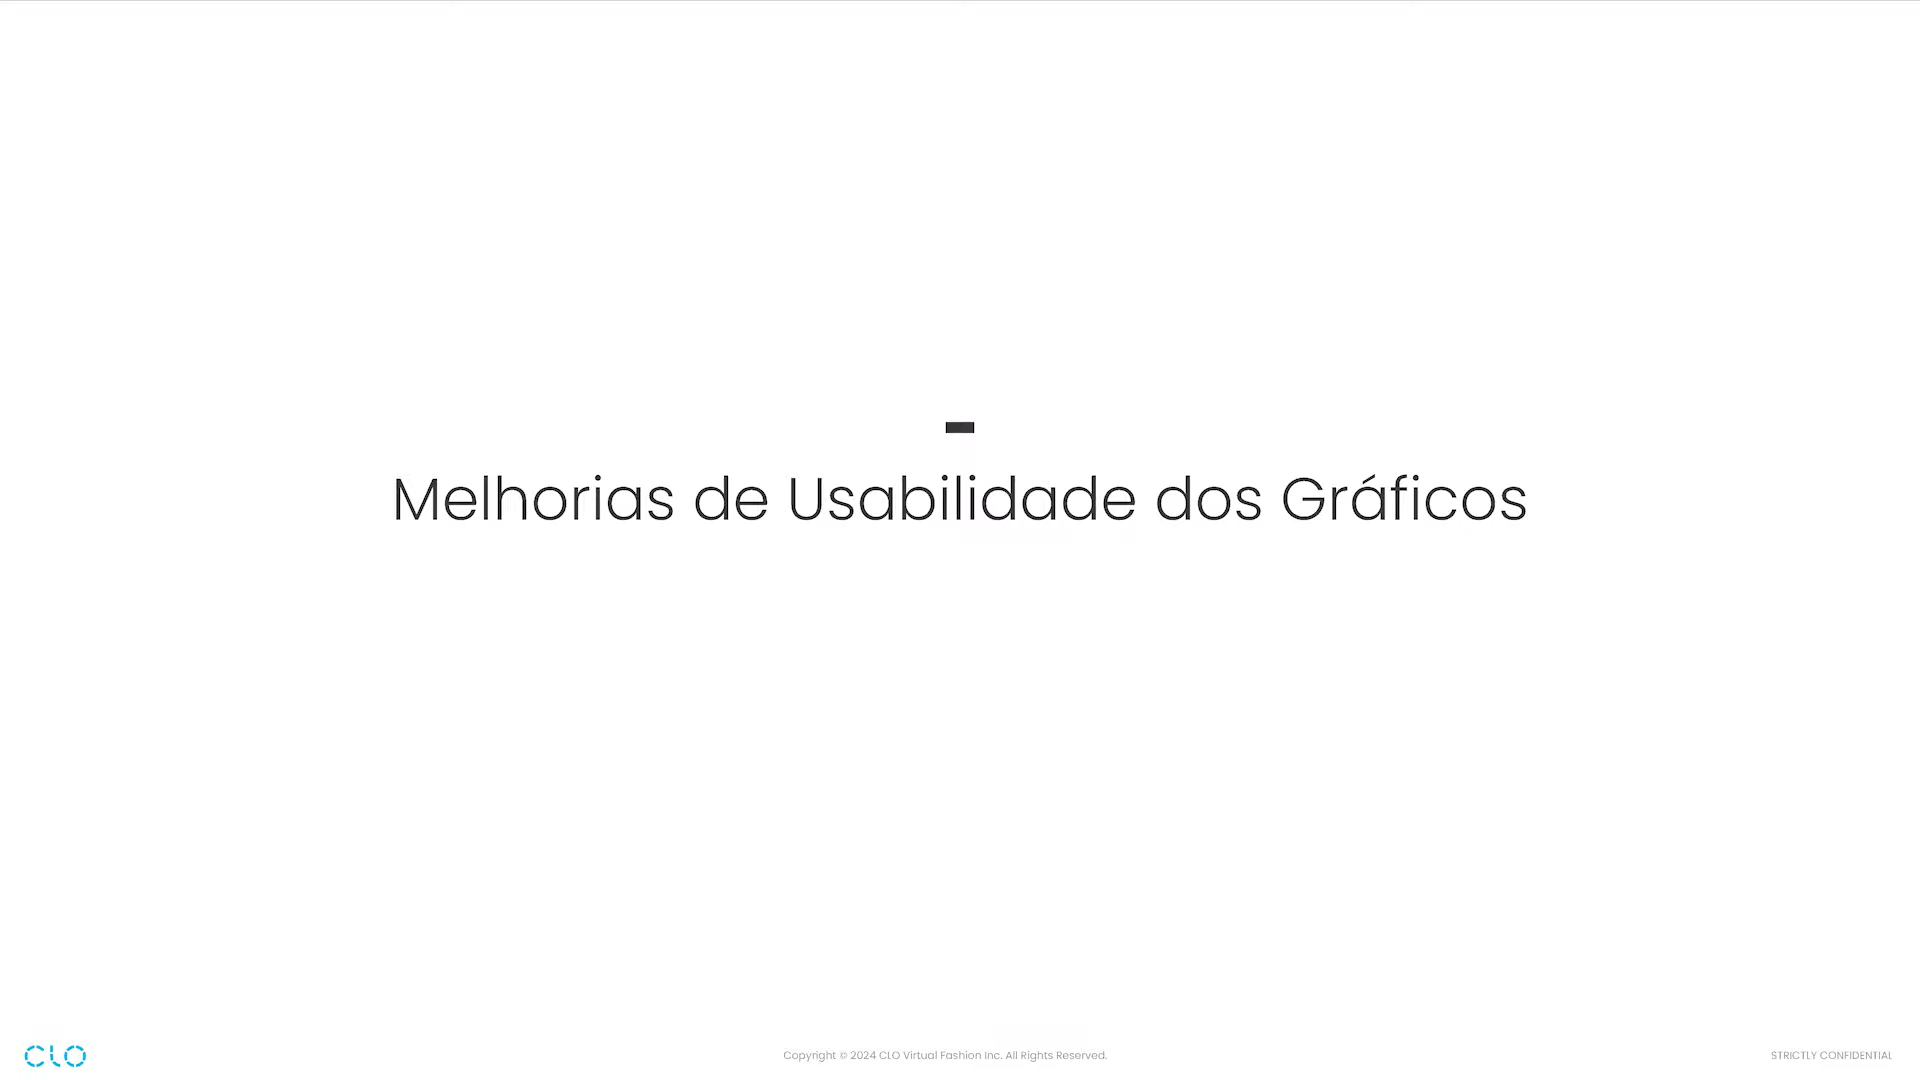 Melhorias de Usabilidade dos Gráficos
CLO
Copyright © 2024 CLO Virtual Fashion Inc. All Rights Reserved.
STRICTLY CONFIDENTIAL